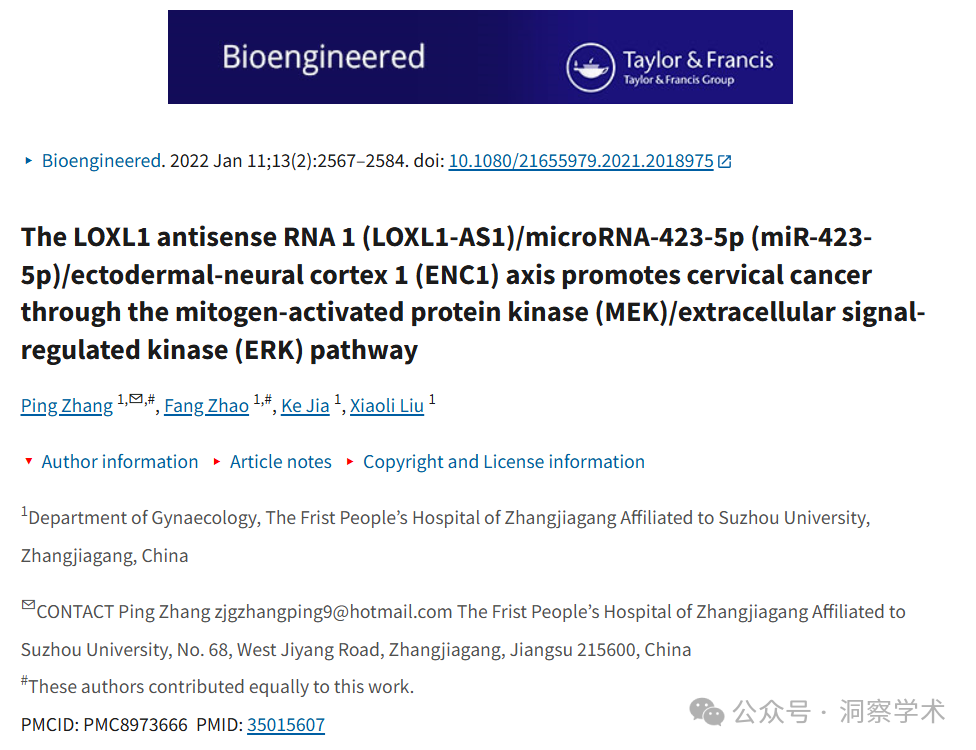 Bioengineered
Taylor & Francis
Taylor & Francis Group
Bioengineered. 2022 Jan 11;13(2):2567–2584. doi: 10.1080/21655979.2021.2018975
The LOXL1 antisense RNA 1 (LOXL1-AS1)/microRNA-423-5p (miR-423-
5p)/ectodermal-neural cortex 1 (ENC1) axis promotes cervical cancer
through the mitogen-activated protein kinase (MEK)/extracellular signal-
regulated kinase (ERK) pathway
Ping Zhang 1,✉,#, Fang Zhao 1,#, Ke Jia 1, Xiaoli Liu 1
Author information Article notes Copyright and License information
1Department of Gynaecology, The Frist People’s Hospital of Zhangjiagang Affiliated to Suzhou University,
Zhangjiagang, China
✉CONTACT Ping Zhang zjgzhangping9@hotmail.com The Frist People’s Hospital of Zhangjiagang Affiliated to
Suzhou University, No. 68, West Jiyang Road, Zhangjiagang, Jiangsu 215600, China
#These authors contributed equally to this work.
PMCID: PMC8973666 PMID: 35015607
公众号 · 洞察学术